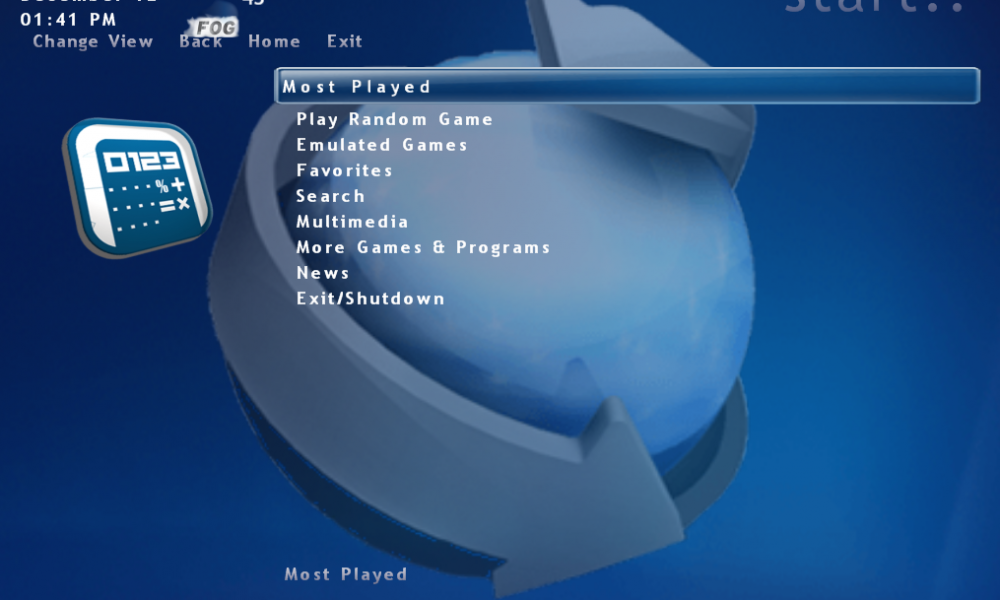 01:41 PM
FOG
Change View Back Home Exit
Start..
Most Played
Play Random Game
Emulated Games
Favorites
Search
Multimedia
More Games & Programs
News
Exit/Shutdown
0123
%+
=×
Most Played